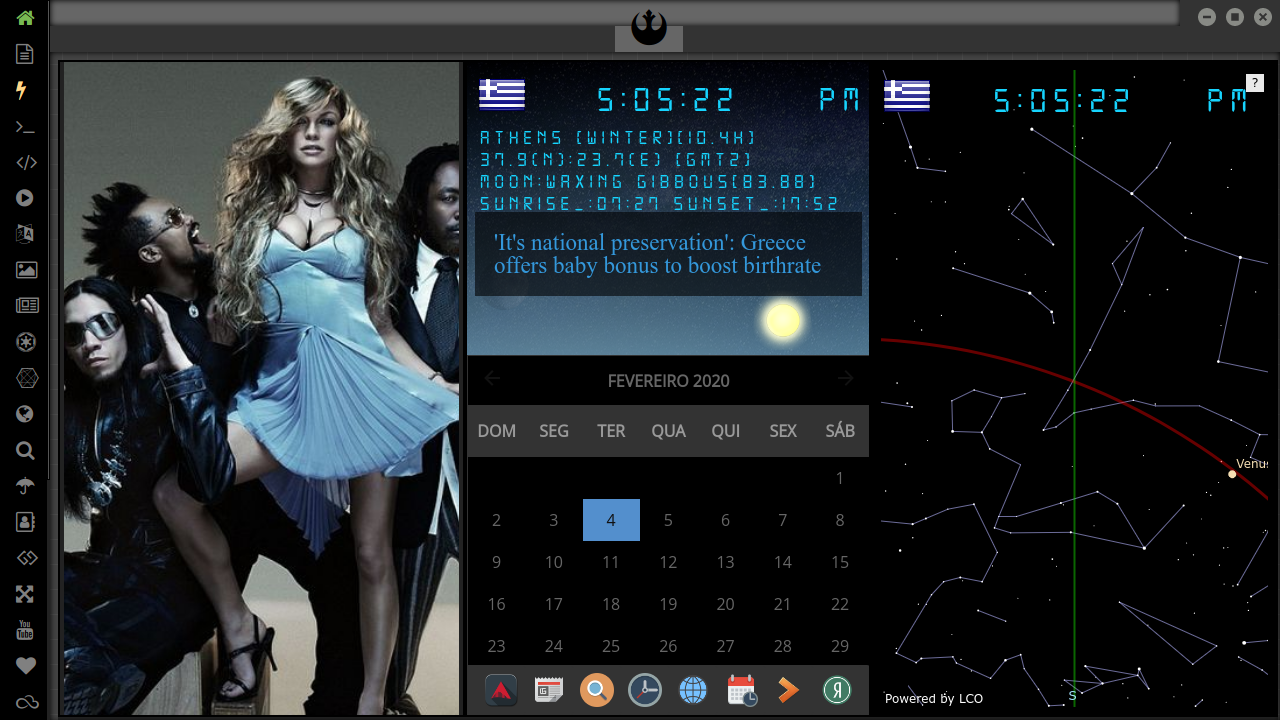 5:05:22 PM
ATHENS [WINTER][10.4H]
37.9[N]:23.7[E] [GMT2]
MOON:WAXING GIBBOUS[83.88]
SUNRISE_:07:27 SUNSET_:17:52
'It's national preservation': Greece
offers baby bonus to boost birthrate
FEVEREIRO 2020
DOM SEG TER QUA QUI SEX SÁB
1
2 3 4 5 6 7 8
9 10 11 12 13 14 15
16 17 18 19 20 21 22
23 24 25 26 27 28 29
Я
5:05:22 PM
?
Venus
S
Powered by LCO
You
Tube